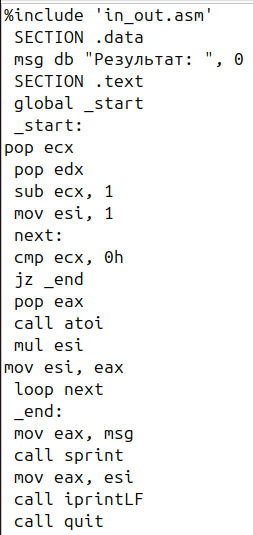 %include 'in_out.asm'
SECTION .data
msg db "Результат: ", 0
SECTION .text
global _start
_start:
pop ecx
pop edx
sub ecx, 1
mov esi, 1
next:
cmp ecx, 0h
jz _end
pop eax
call atoi
mul esi
mov esi, eax
loop next
_end:
mov eax, msg
call sprint
mov eax, esi
call iprintLF
call quit